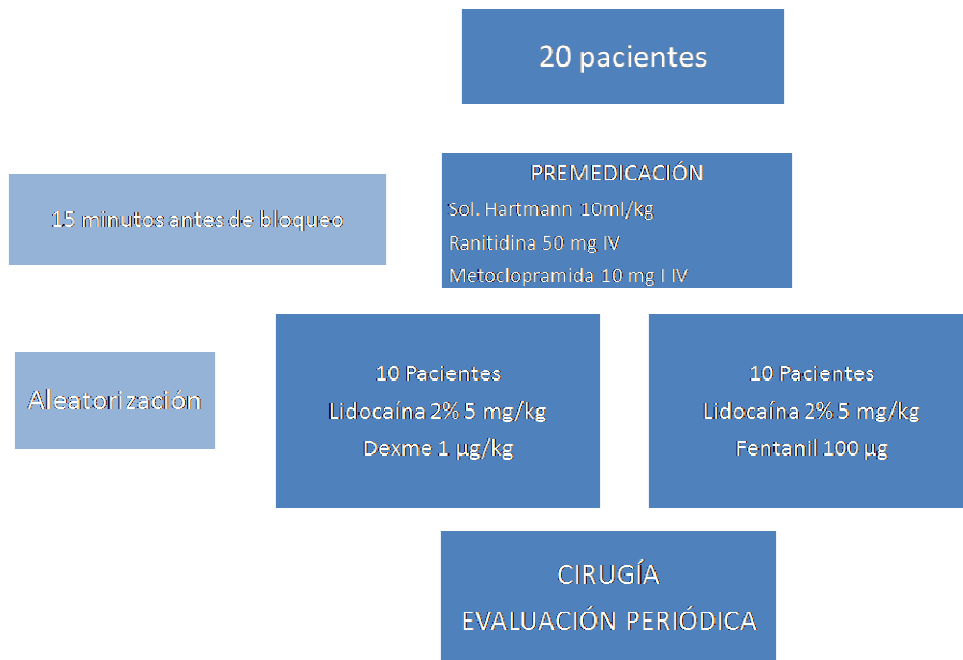 20 pacientes
15 minutos antes de bloqueo
PREMEDICACIÓN
Sol. Hartmann 10ml/kg
Ranitidina 50 mg IV
Metoclopramida 10 mg I IV
Aleatorización
10 Pacientes
Lidocaína 2% 5 mg/kg
Dexme 1 µg/kg
10 Pacientes
Lidocaína 2% 5 mg/kg
Fentanil 100 µg
CIRUGÍA
EVALUACIÓN PERIÓDICA